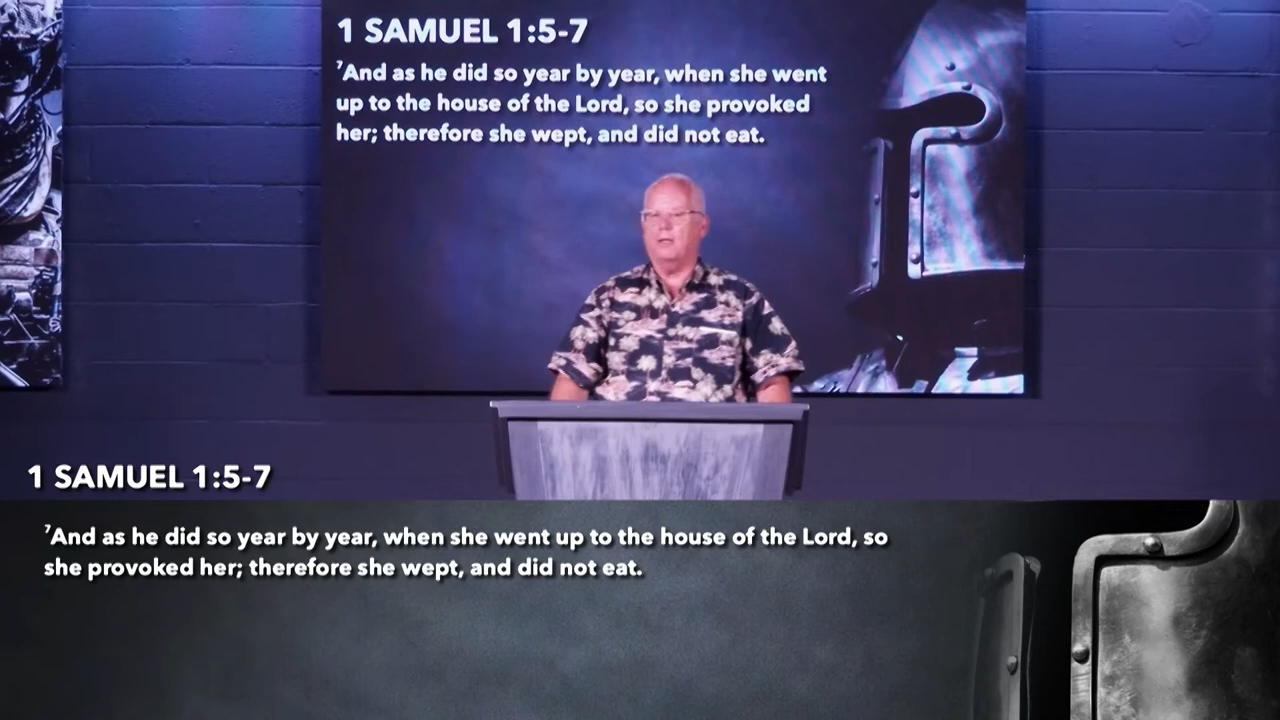 1 SAMUEL 1:5-7
⁷And as he did so year by year, when she went
up to the house of the Lord, so she provoked
her; therefore she wept, and did not eat.
1 SAMUEL 1:5-7
⁷And as he did so year by year, when she went up to the house of the Lord, so
she provoked her; therefore she wept, and did not eat.